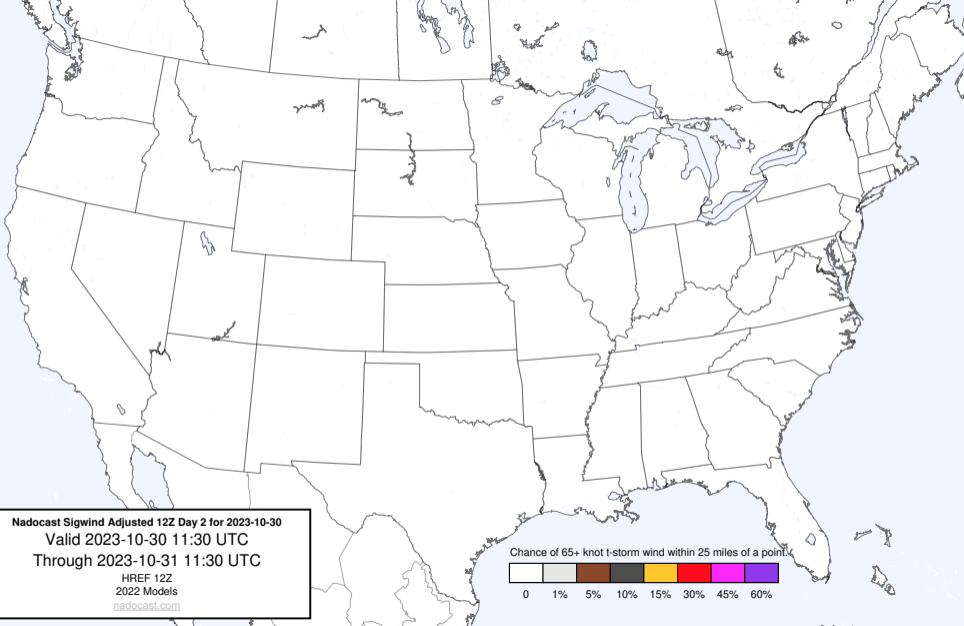 Nadocast Sigwind Adjusted 12Z Day 2 for 2023-10-30
Valid 2023-10-30 11:30 UTC
Through 2023-10-31 11:30 UTC
HREF 12Z
2022 Models
nadocast.com
Chance of 65+ knot t-storm wind within 25 miles of a point.
0 1% 5% 10% 15% 30% 45% 60%